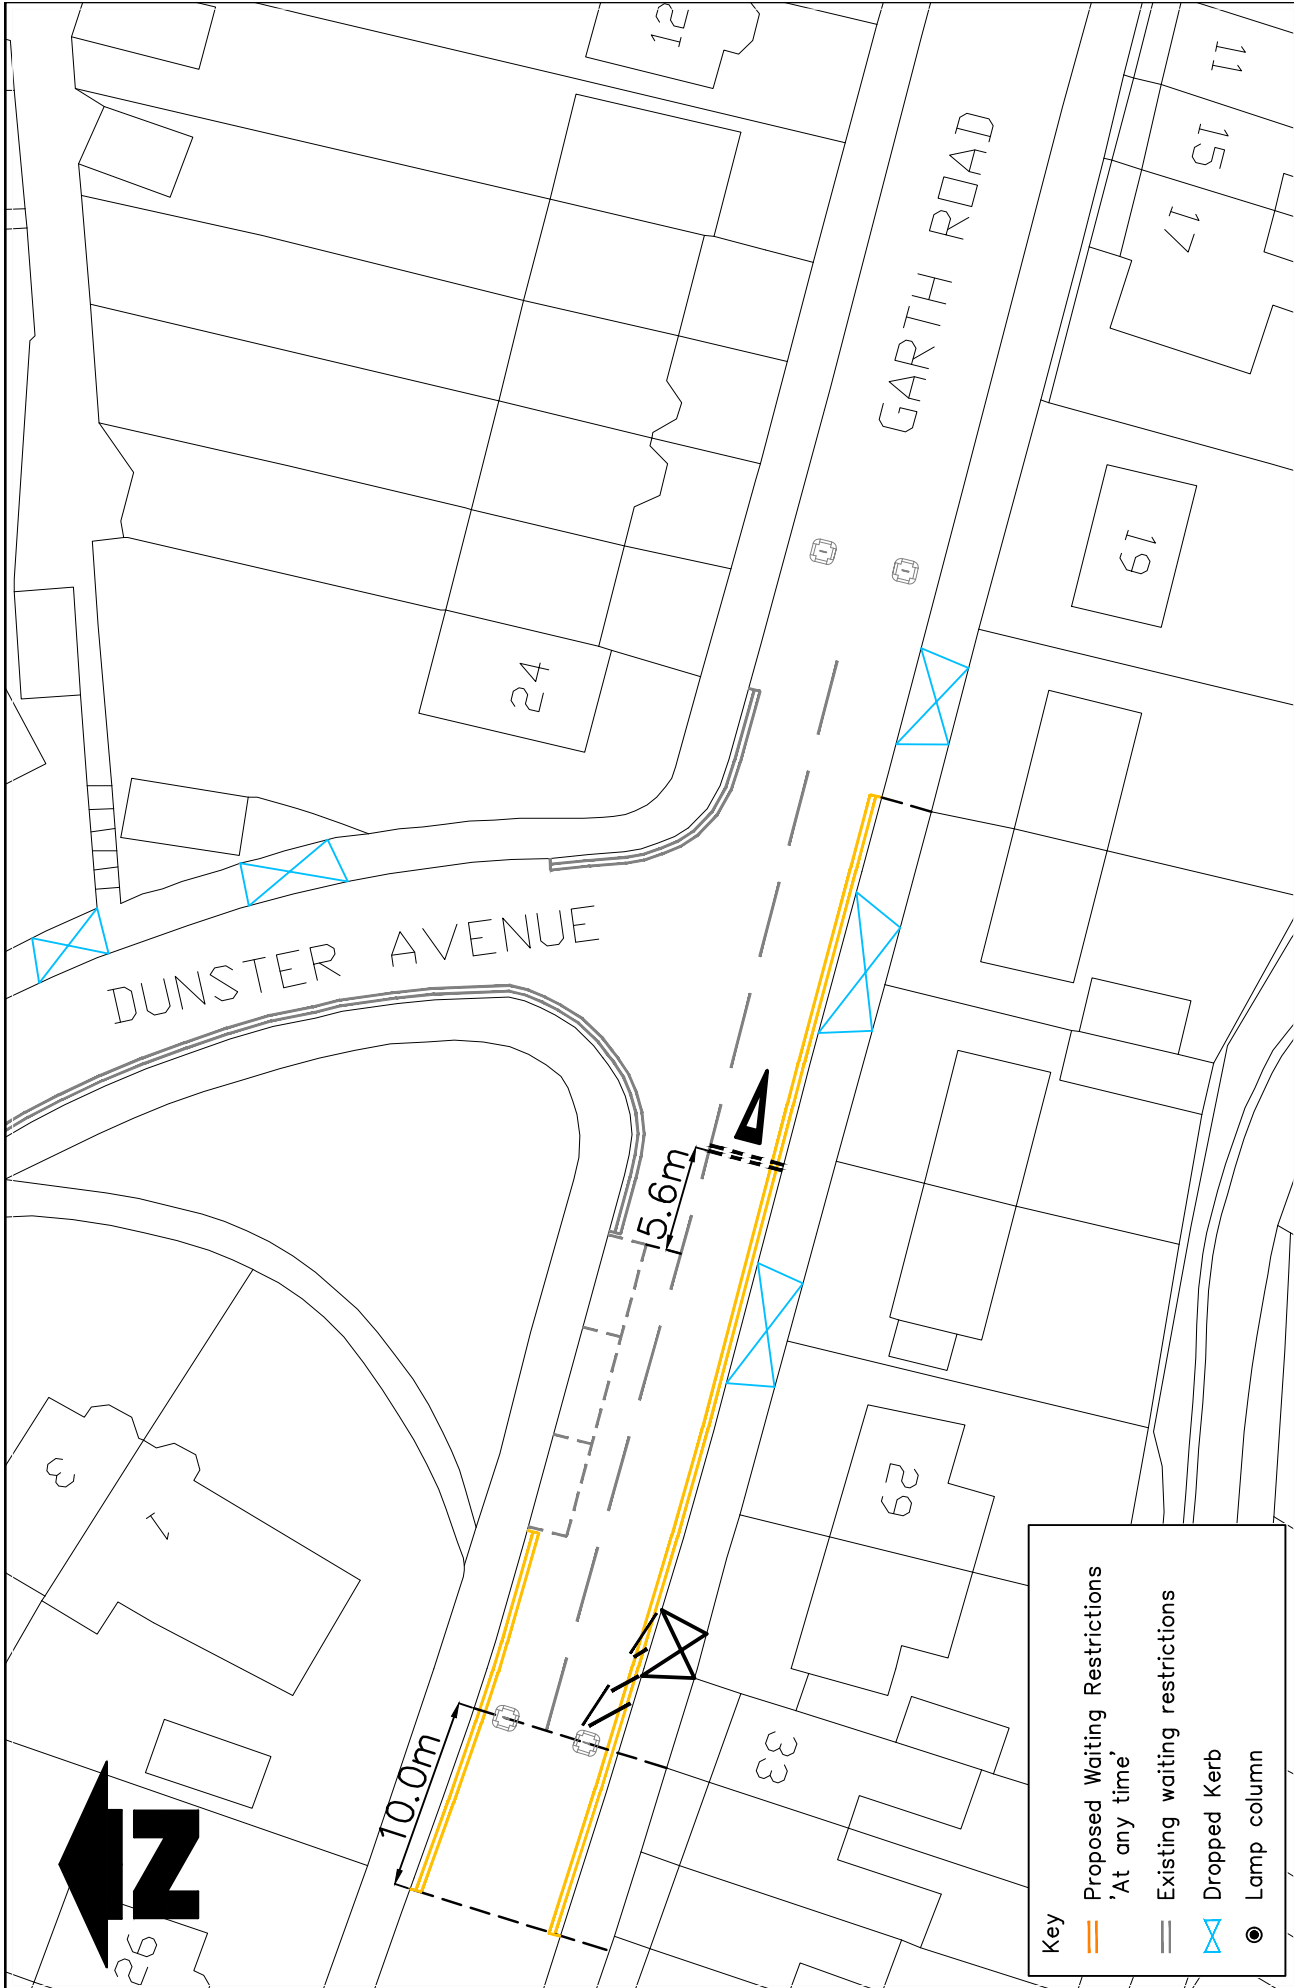 12
11
15
17
GARTH ROAD
19
24
DUNSTER AVENUE
5.6m
3
1
29
10.0m
33
N
26
Key
Proposed Waiting Restrictions
'At any time'
Existing waiting restrictions
Dropped Kerb
Lamp column